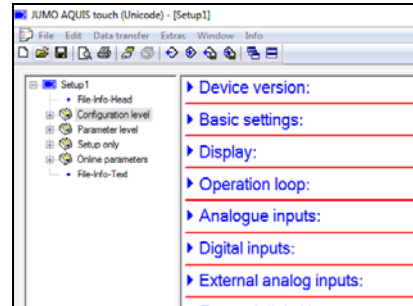 JUMO AQUIS touch (Unicode) - [Setup1]
File Edit Data transfer Extras Window Info
Setup1
File-Info-Head
Configuration level
Parameter level
Setup only
Online parameters
File-Info-Text
Device version:
Basic settings:
Display:
Operation loop:
Analogue inputs:
Digital inputs:
External analog inputs: